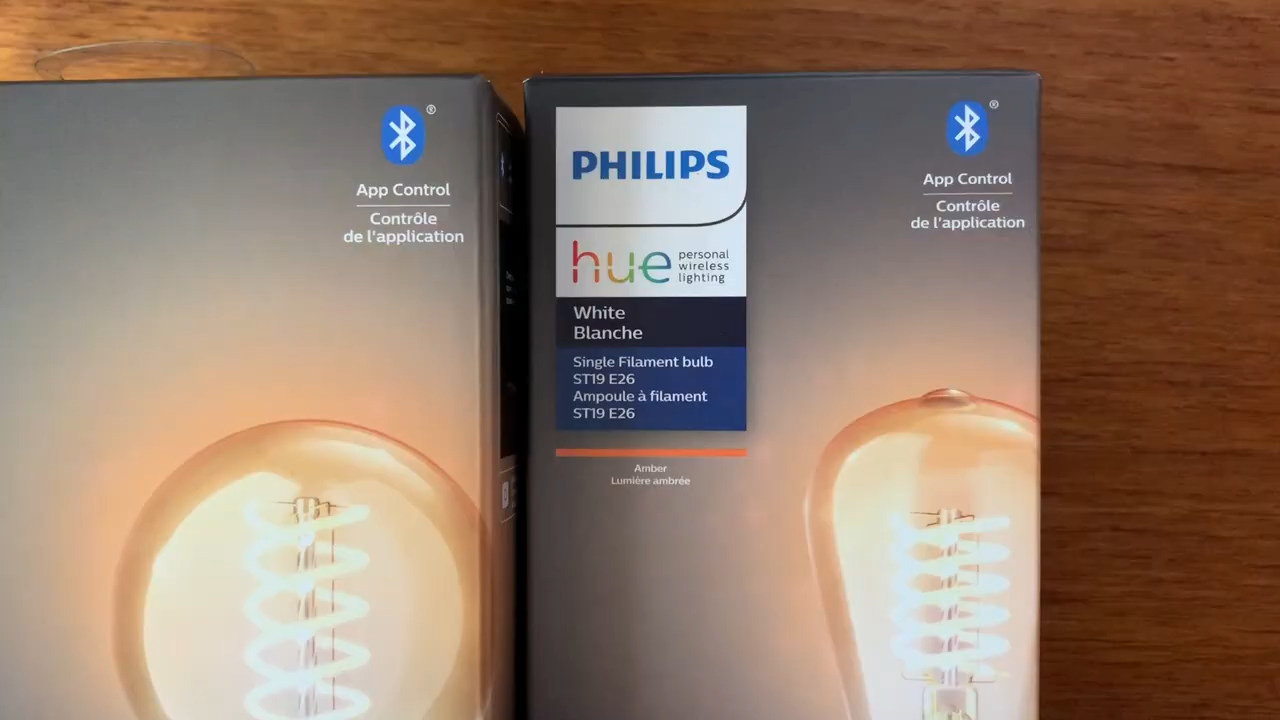 ®
App Control
Contrôle
de l'application
PHILIPS
hue personal
wireless
lighting
White
Blanche
Single Filament bulb
ST19 E26
Ampoule à filament
ST19 E26
Amber
Lumière ambrée
®
App Control
Contrôle
de l'application